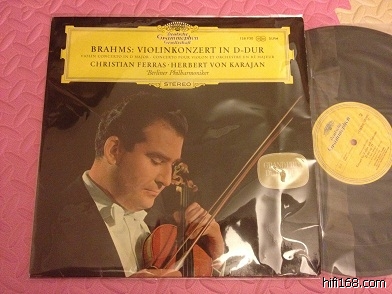 Deutsche
Grammophon
Gesellschaft
BRAHMS: VIOLINKONZERT IN D-DUR
VIOLIN CONCERTO IN D MAJOR · CONCERTO POUR VIOLON ET ORCHESTRE EN RÉ MAJEUR
CHRISTIAN FERRAS · HERBERT VON KARAJAN
Berliner Philharmoniker
STEREO
hifi168.com